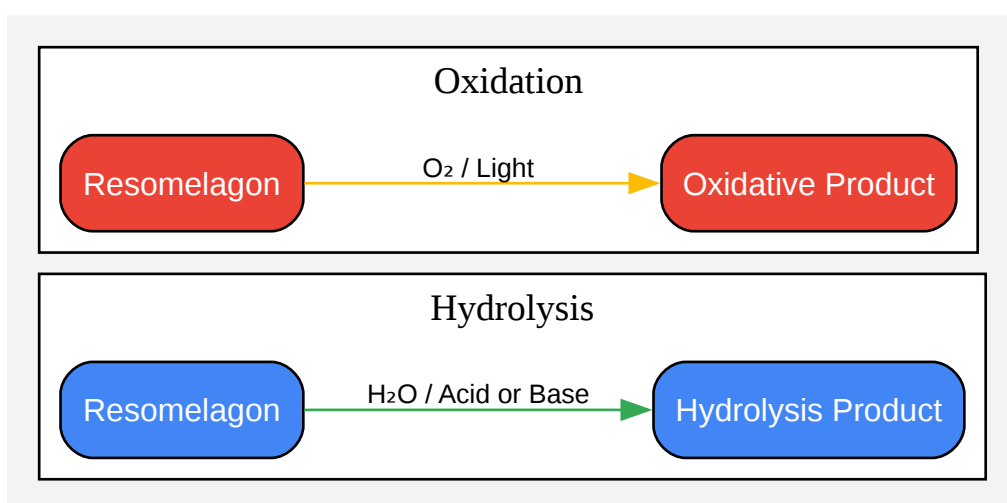 Oxidation
Resomelagon
O₂ / Light
Oxidative Product
Hydrolysis
Resomelagon
H₂O / Acid or Base
Hydrolysis Product